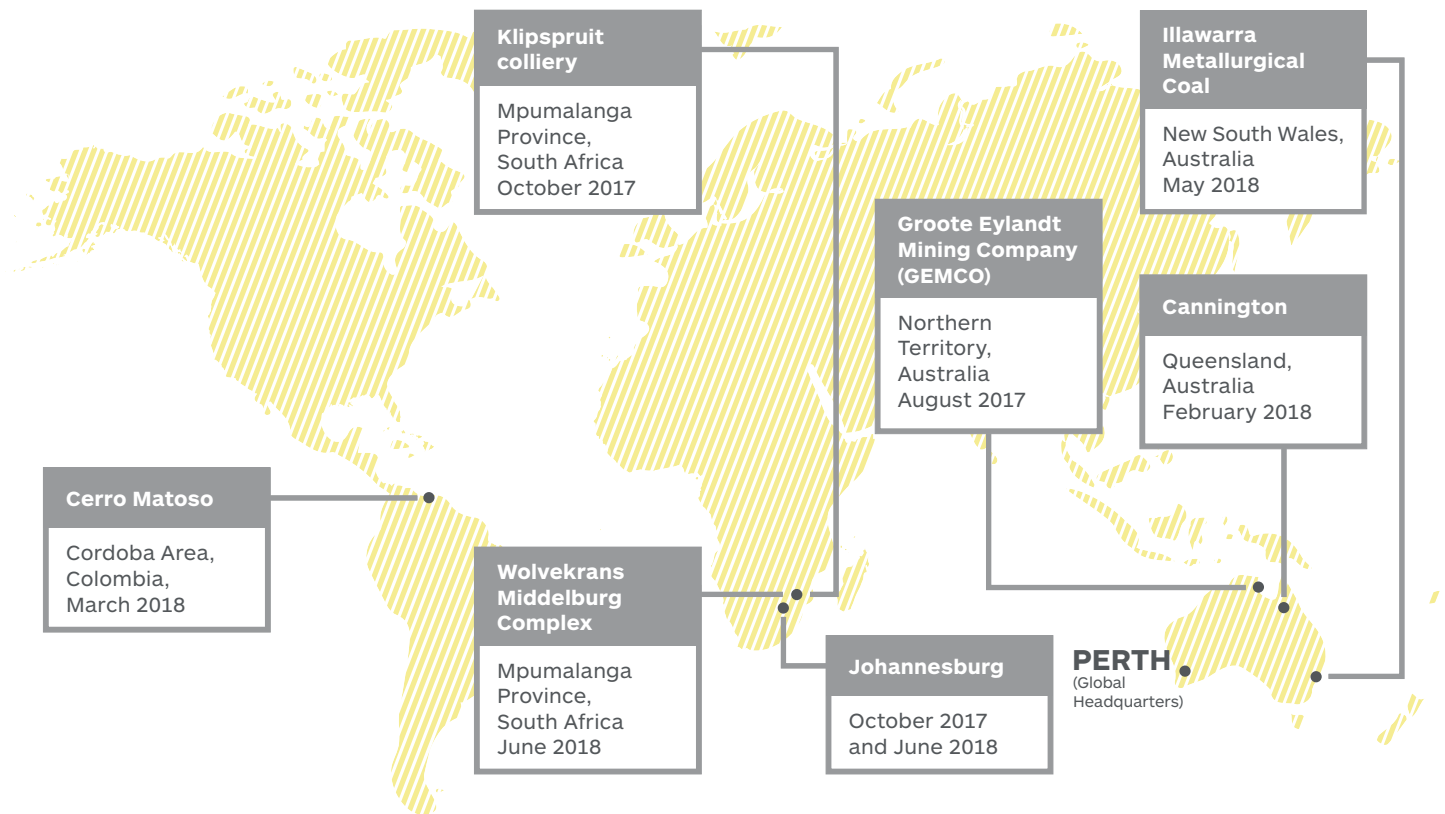 Klipspruit
colliery
Mpumalanga
Province,
South Africa
October 2017
Illawarra
Metallurgical
Coal
New South Wales,
Australia
May 2018
Groote Eylandt
Mining Company
(GEMCO)
Northern
Territory,
Australia
August 2017
Cannington
Queensland,
Australia
February 2018
Cerro Matoso
Cordoba Area,
Colombia,
March 2018
Wolvekrans
Middelburg
Complex
Mpumalanga
Province,
South Africa
June 2018
Johannesburg
October 2017
and June 2018
PERTH
(Global
Headquarters)